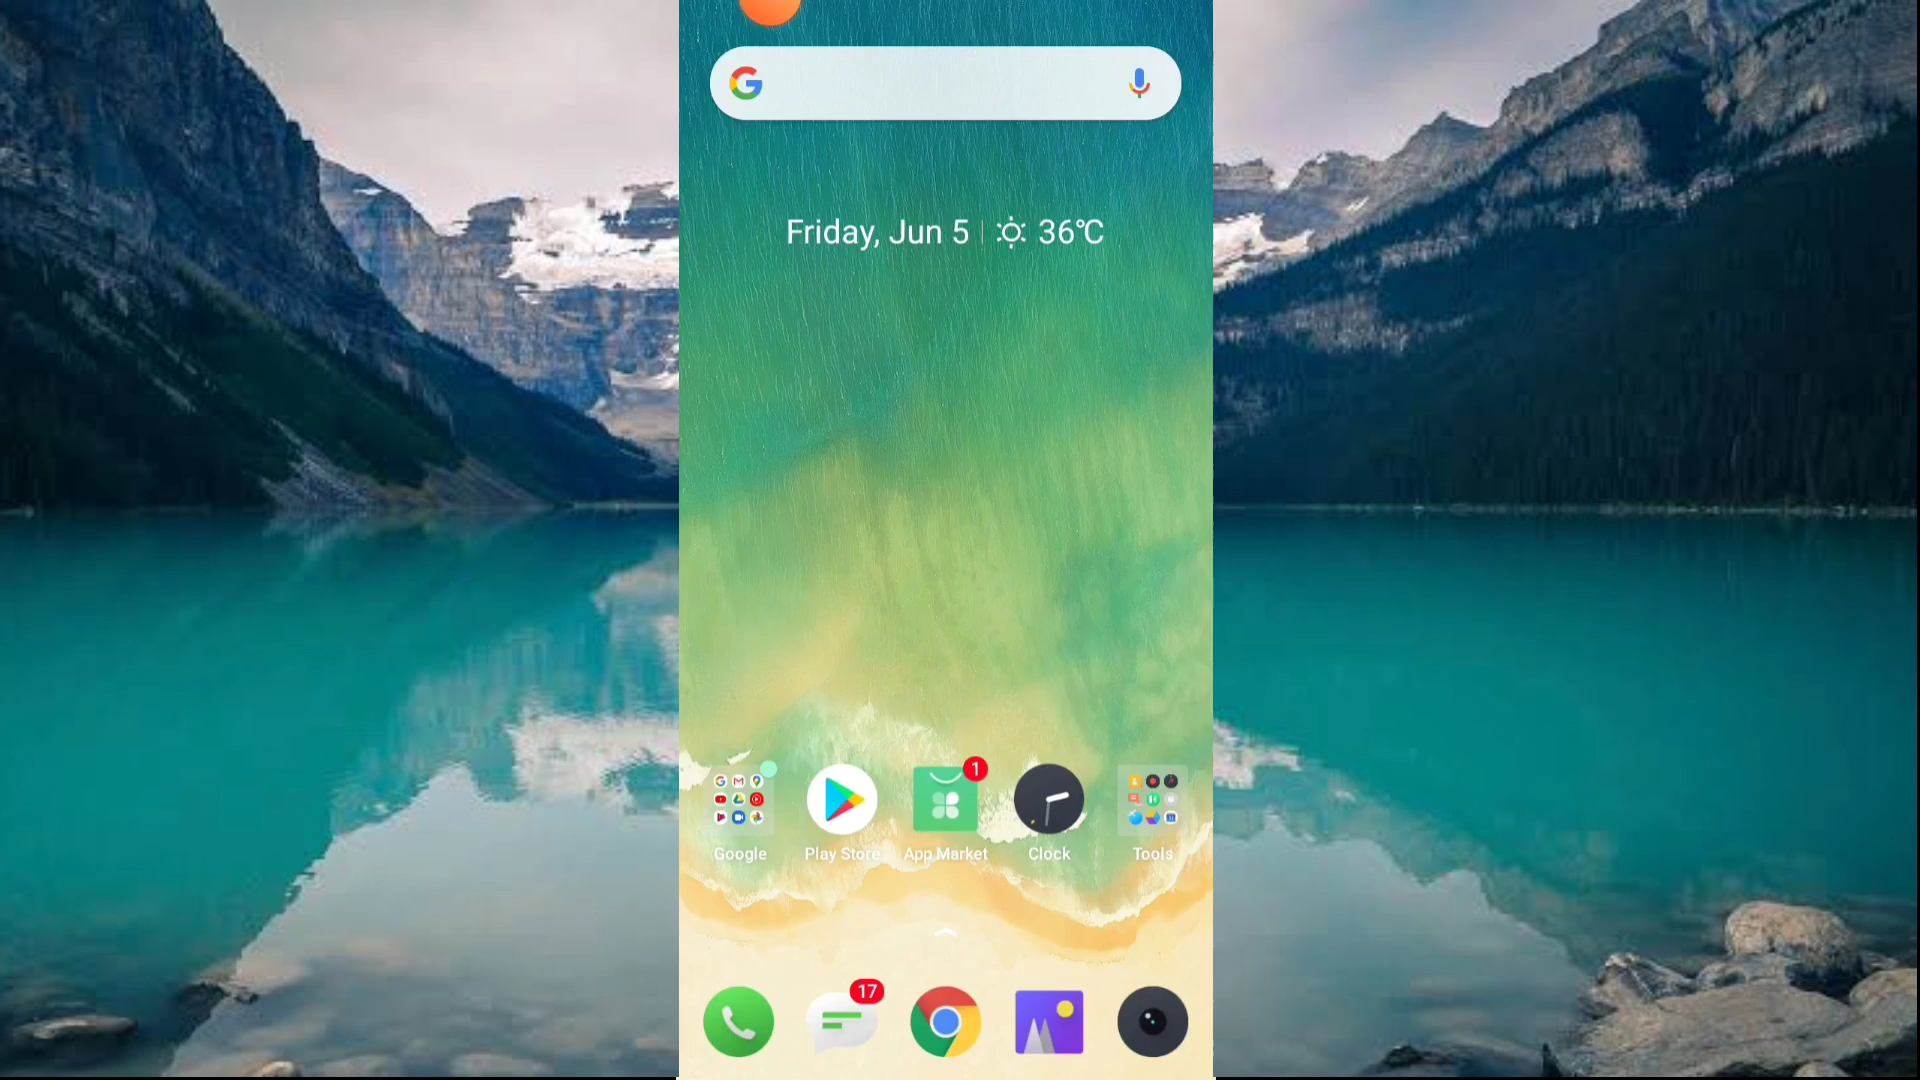 Friday, Jun 5 | 36℃
1
Google Play Store App Market Clock Tools
17